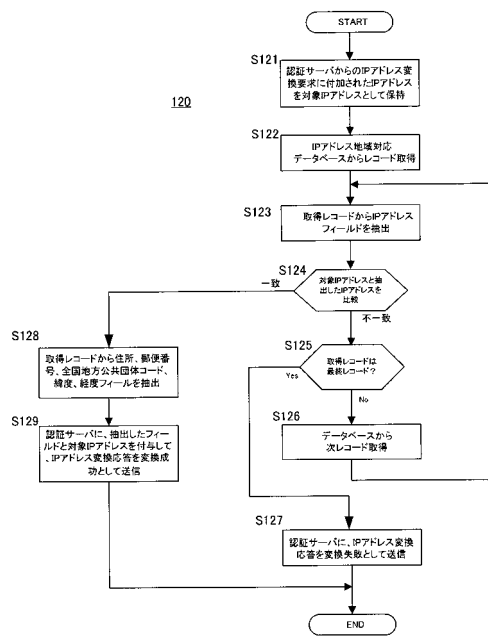 START
S121
認証サーバからのIPアドレス変
換要求に付加されたIPアドレス
を対象IPアドレスとして保持
120
S122
IPアドレス地域対応
データベースからレコード取得
S123
取得レコードからIPアドレス
フィールドを抽出
S124
対象IPアドレスと抽
出したIPアドレスを
比較
一致
不一致
S128
取得レコードから住所、郵便番
号、全国地方公共団体コード、
緯度、経度フィールを抽出
S125
取得レコードは
最終レコード?
Yes
No
S129
認証サーバに、抽出したフィール
ドと対象IPアドレスを付与して、
IPアドレス変換応答を変換成
功として送信
S126
データベースから
次レコード取得
S127
認証サーバに、IPアドレス変換
応答を変換失敗として送信
END